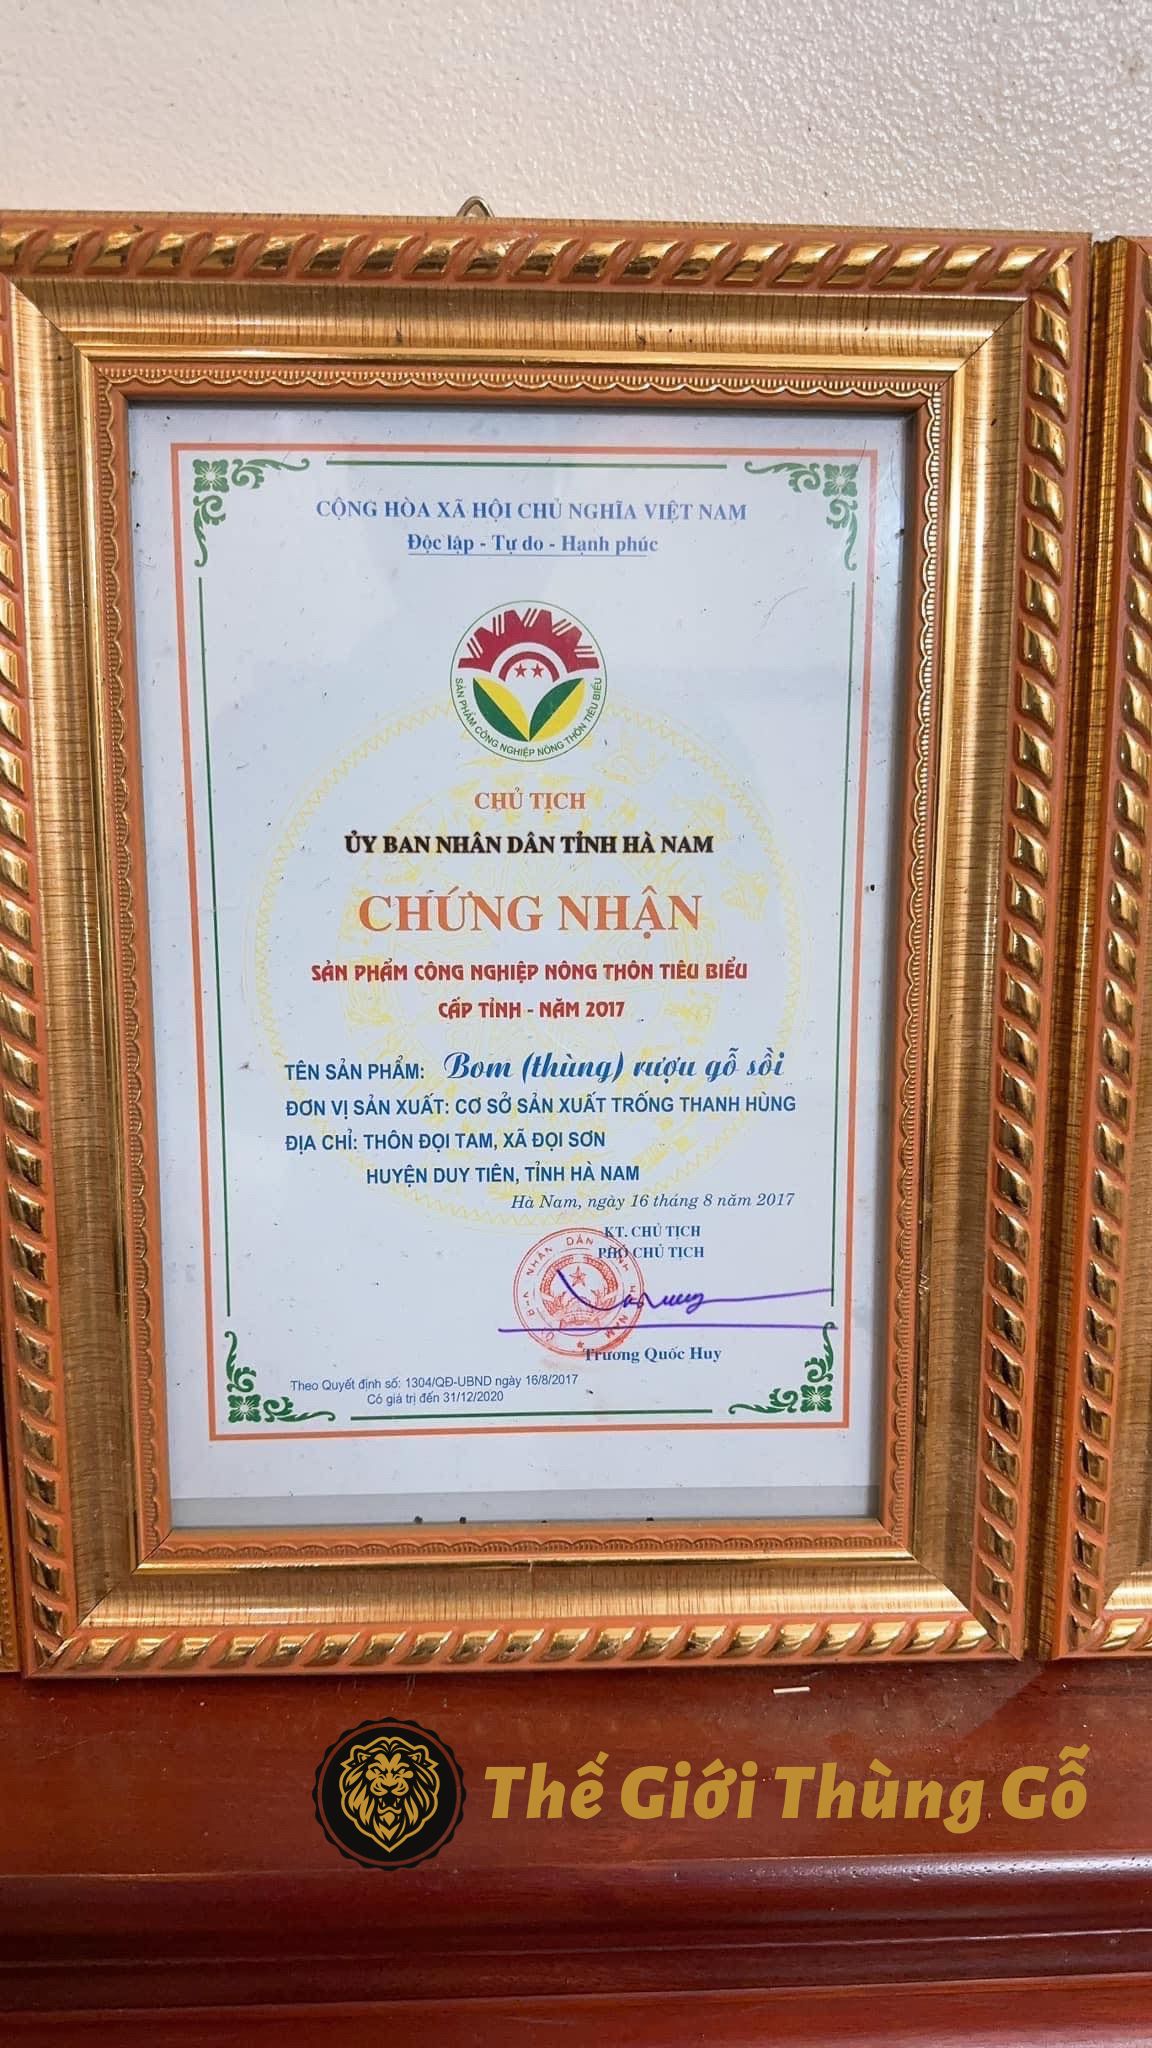 CỘNG HÒA XÃ HỘI CHỦ NGHĨA VIỆT NAM
Độc lập - Tự do - Hạnh phúc
SẢN PHẨM CÔNG NGHIỆP NÔNG THÔN TIÊU BIỂU
CHỦ TỊCH
ỦY BAN NHÂN DÂN TỈNH HÀ NAM
CHỨNG NHẬN
SẢN PHẨM CÔNG NGHIỆP NÔNG THÔN TIÊU BIỂU
CẤP TỈNH - NĂM 2017
TÊN SẢN PHẨM: Bom (thùng) rượu gỗ sồi
ĐƠN VỊ SẢN XUẤT: CƠ SỞ SẢN XUẤT TRỐNG THANH HÙNG
ĐỊA CHỈ: THÔN ĐỌI TAM, XÃ ĐỌI SƠN
HUYỆN DUY TIÊN, TỈNH HÀ NAM
Hà Nam, ngày 16 tháng 8 năm 2017
KT. CHỦ TỊCH
PHÓ CHỦ TỊCH
Trương Quốc Huy
Theo Quyết định số: 1304/QĐ-UBND ngày 16/8/2017
Có giá trị đến 31/12/2020
Thế Giới Thùng Gỗ